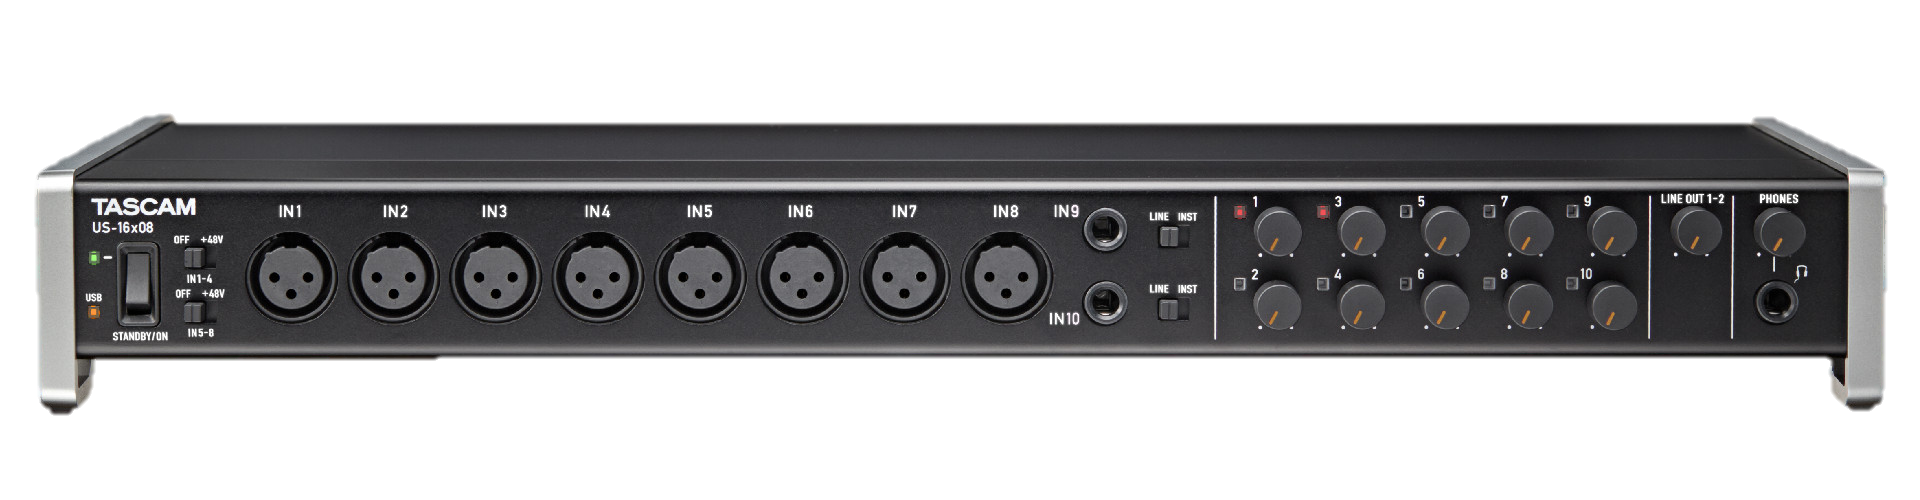 TASCAM
US-16x08
USB
STANDBY/ON
OFF +48V
IN1-4
OFF +48V
IN5-8
IN1 IN2 IN3 IN4 IN5 IN6 IN7 IN8 IN9
IN10
LINE INST
LINE INST
1 3 5 7 9
2 4 6 8 10
LINE OUT 1-2
PHONES